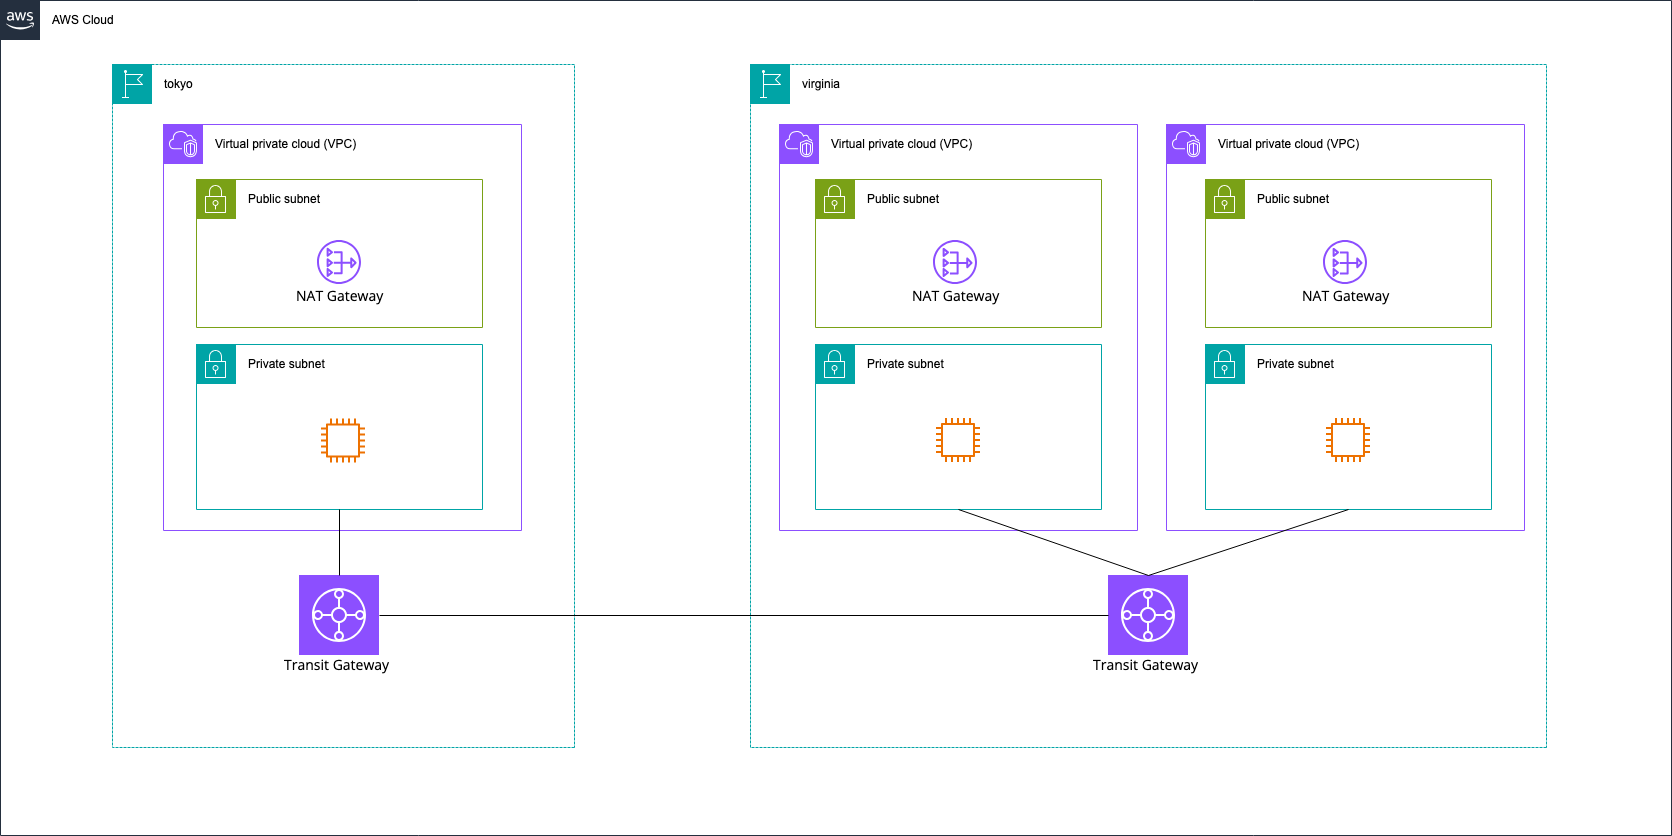 aws
AWS Cloud
tokyo
Virtual private cloud (VPC)
Public subnet
NAT Gateway
Private subnet
Transit Gateway
virginia
Virtual private cloud (VPC)
Public subnet
NAT Gateway
Private subnet
Virtual private cloud (VPC)
Public subnet
NAT Gateway
Private subnet
Transit Gateway